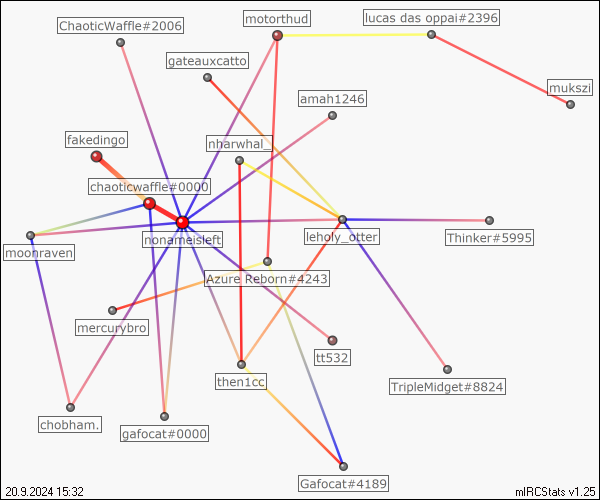 motorthud
lucas das oppai#2396
ChaoticWaffle#2006
gateauxcatto
mukszi
amah1246
fakedingo
nharwhal_
chaoticwaffle#0000
nonameisleft
leholy_otter
Thinker#5995
moonraven
Azure Reborn#4243
mercurybro
tt532
then1cc
TripleMidget#8824
chobham.
gafocat#0000
Gafocat#4189
20.9.2024 15:32
mIRCStats v1.25